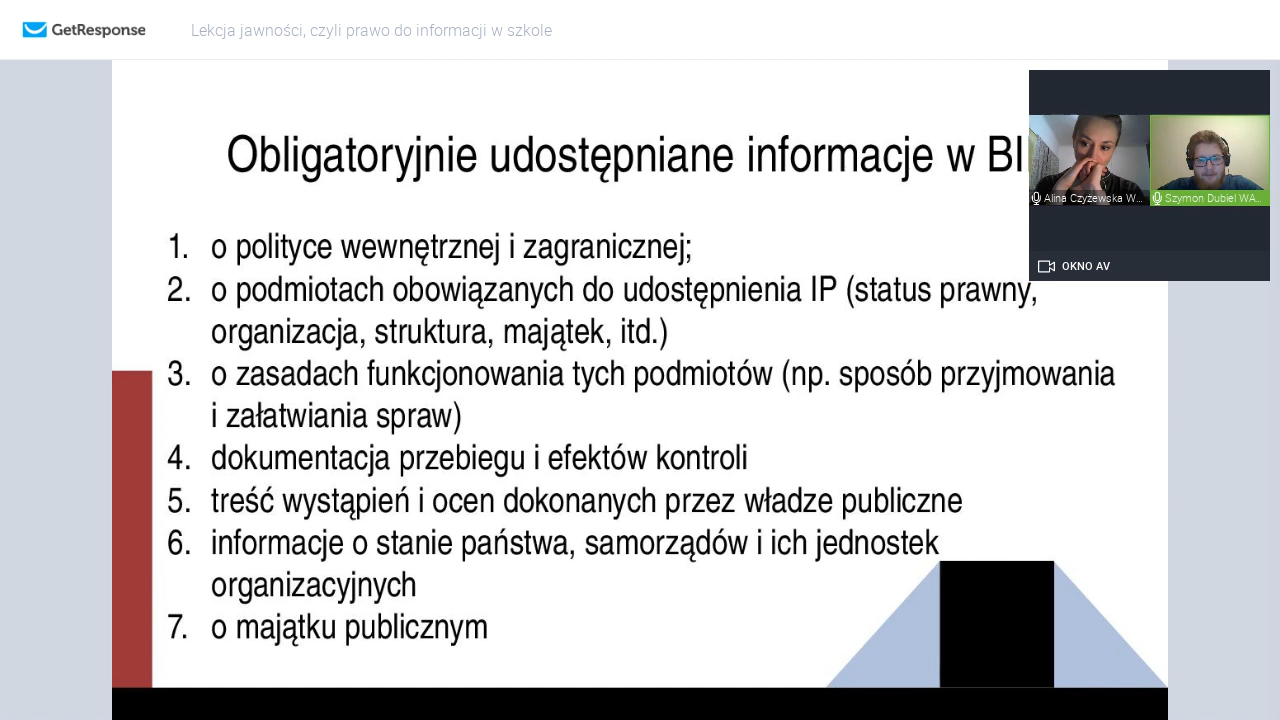 GetResponse
Lekcja jawności, czyli prawo do informacji w szkole
Obligatoryjnie udostępniane informacje w BI
1. o polityce wewnętrznej i zagranicznej;
2. o podmiotach obowiązanych do udostępnienia IP (status prawny,
organizacja, struktura, majątek, itd.)
3. o zasadach funkcjonowania tych podmiotów (np. sposób przyjmowania
i załatwiania spraw)
4. dokumentacja przebiegu i efektów kontroli
5. treść wystąpień i ocen dokonanych przez władze publiczne
6. informacje o stanie państwa, samorządów i ich jednostek
organizacyjnych
7. o majątku publicznym
Alina Czyżewska W...
Szymon Dubiel WA...
OKNO AV